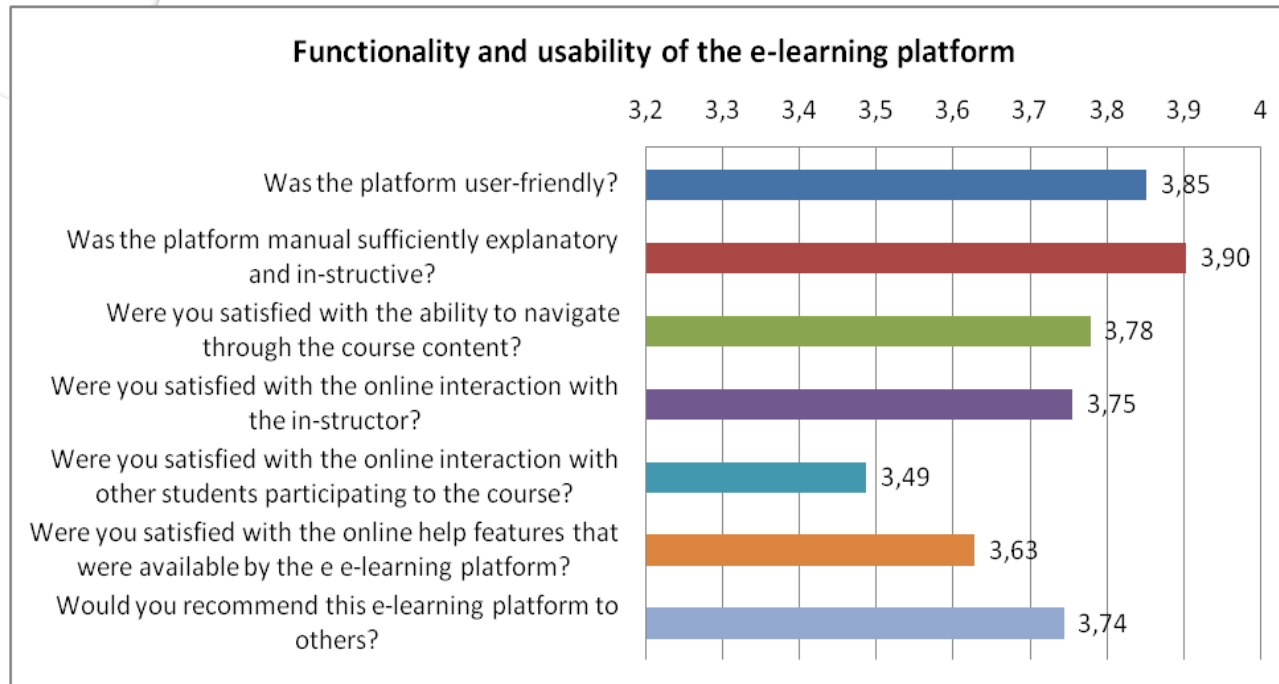 Functionality and usability of the e-learning platform
3,2 3,3 3,4 3,5 3,6 3,7 3,8 3,9 4
Was the platform user-friendly?
3,85
Was the platform manual sufficiently explanatory
and in-structive?
3,90
Were you satisfied with the ability to navigate
through the course content?
3,78
Were you satisfied with the online interaction with
the in-structor?
3,75
Were you satisfied with the online interaction with
other students participating to the course?
3,49
Were you satisfied with the online help features that
were available by the e e-learning platform?
3,63
Would you recommend this e-learning platform to
others?
3,74